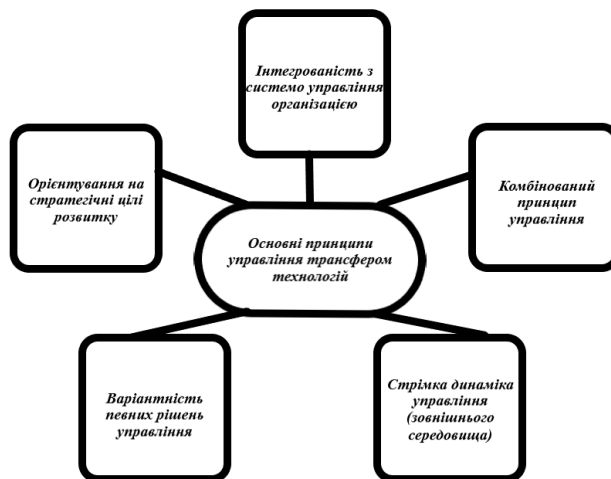 Інтегрованість з
системо управління
організацією
Орієнтування на
стратегічні цілі
розвитку
Комбінований
принцип
управління
Основні принципи
управління трансфером
технологій
Варіантність
певних рішень
управління
Стрімка динаміка
управління
(зовнішнього
середовища)